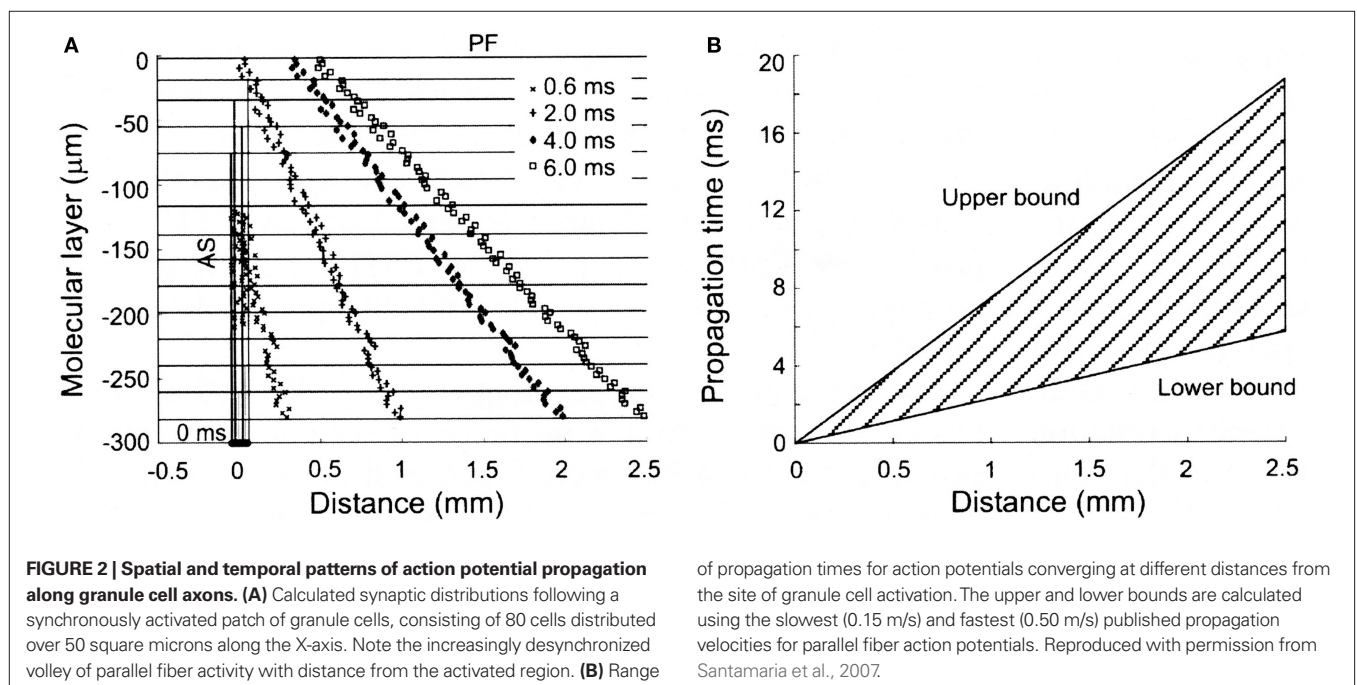 A
PF
0
-50
-100
-150
-200
-250
-300
Molecular layer (μm)
× 0.6 ms
+ 2.0 ms
♦ 4.0 ms
□ 6.0 ms
AS
0 ms
-0.5 0 0.5 1 1.5 2 2.5
Distance (mm)
B
20
16
12
8
4
0
Propagation time (ms)
Upper bound
Lower bound
0 0.5 1 1.5 2 2.5
Distance (mm)
FIGURE 2 | Spatial and temporal patterns of action potential propagation
along granule cell axons. (A) Calculated synaptic distributions following a
synchronously activated patch of granule cells, consisting of 80 cells distributed
over 50 square microns along the X-axis. Note the increasingly desynchronized
volley of parallel fiber activity with distance from the activated region. (B) Range
of propagation times for action potentials converging at different distances from
the site of granule cell activation. The upper and lower bounds are calculated
using the slowest (0.15 m/s) and fastest (0.50 m/s) published propagation
velocities for parallel fiber action potentials. Reproduced with permission from
Santamaria et al., 2007.